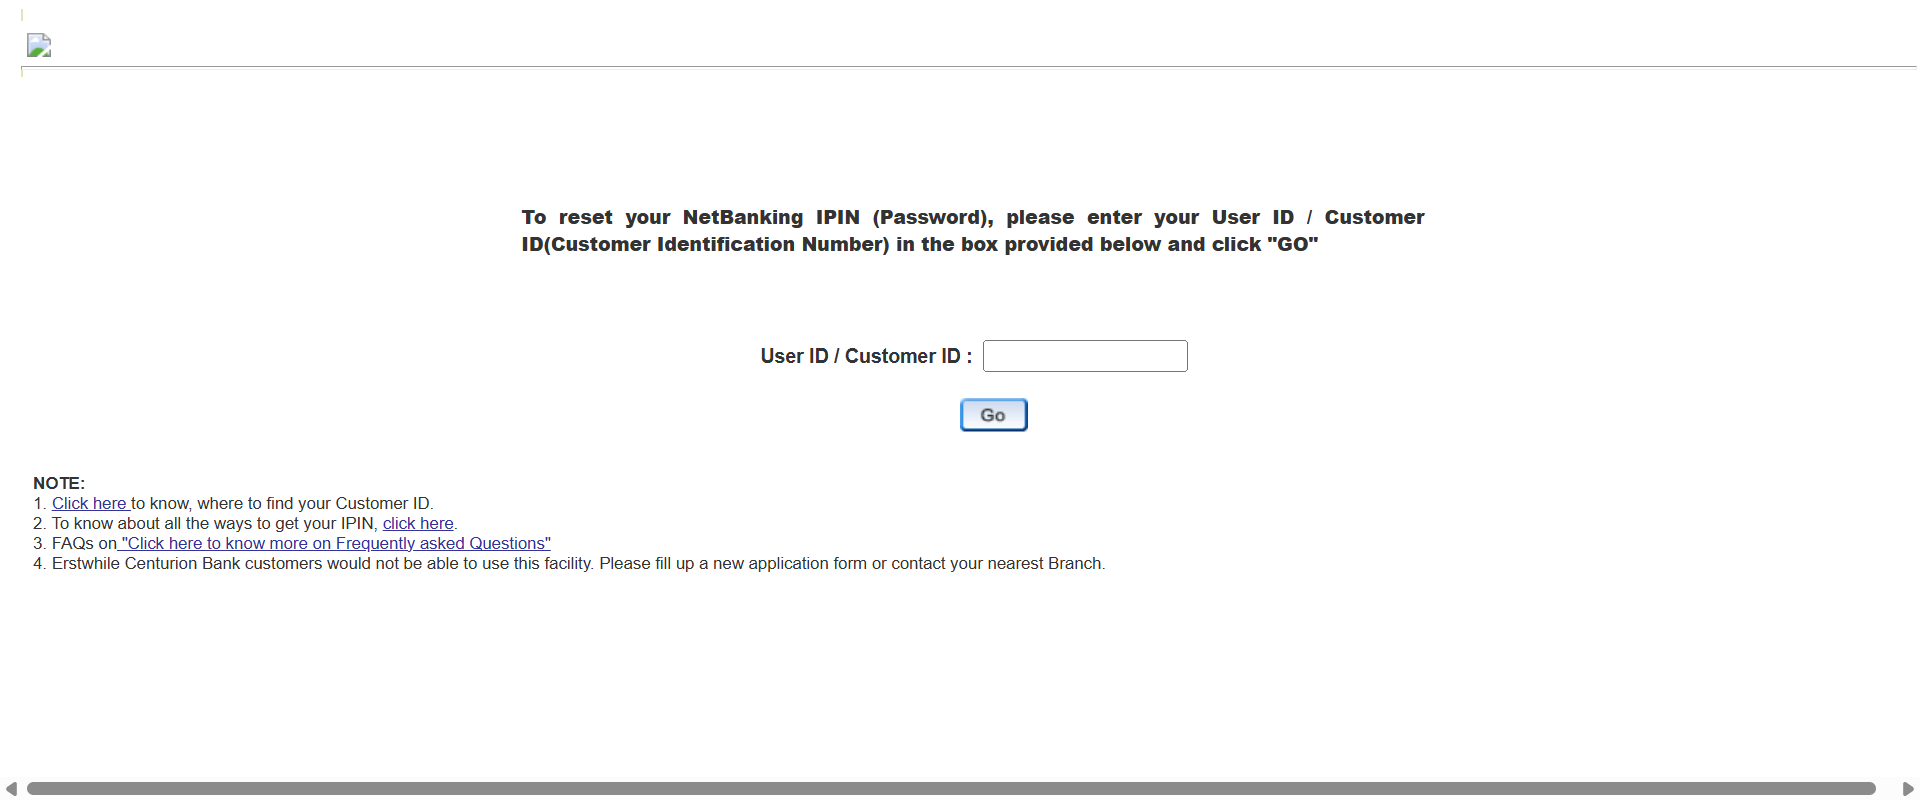 To reset your NetBanking IPIN (Password), please enter your User ID / Customer
ID(Customer Identification Number) in the box provided below and click "GO"
User ID / Customer ID :
Go
NOTE:
1. Click here to know, where to find your Customer ID.
2. To know about all the ways to get your IPIN, click here.
3. FAQs on "Click here to know more on Frequently asked Questions"
4. Erstwhile Centurion Bank customers would not be able to use this facility. Please fill up a new application form or contact your nearest Branch.